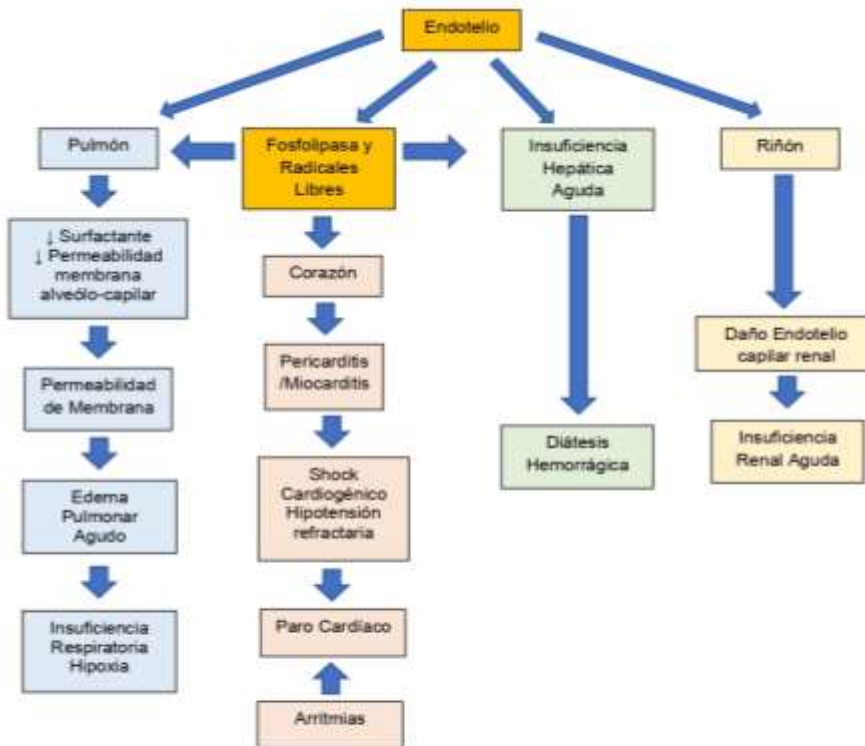 Endotelio
Pulmón
Fosfolipasa y
Radicales
Libres
Insuficiencia
Hepática
Aguda
Riñón
↓ Surfactante
↓ Permeabilidad
membrana
alveólo-capilar
Corazón
Daño Endotelio
capilar renal
Permeabilidad
de Membrana
Pericarditis
/Miocarditis
Diátesis
Hemorrágica
Insuficiencia
Renal Aguda
Edema
Pulmonar
Agudo
Shock
Cardiogénico
Hipotensión
refractaria
Insuficiencia
Respiratoria
Hipoxia
Paro Cardíaco
Arritmias